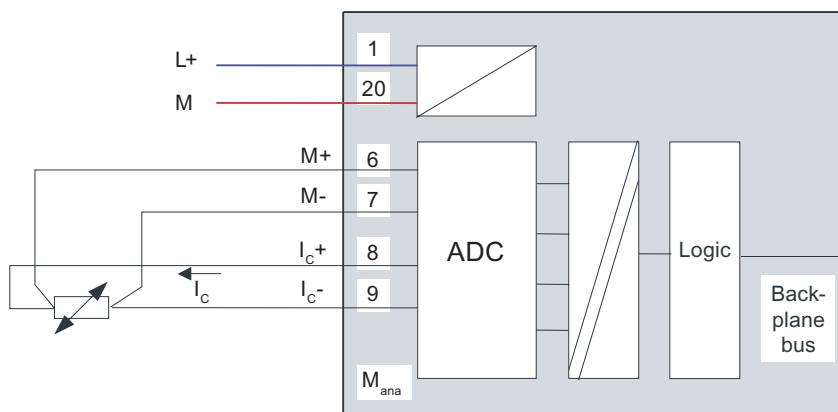 L+ 1
M 20
M+ 6
M- 7
I_C+ 8
I_C I_C- 9
M_ana
ADC
Logic
Back-
plane
bus